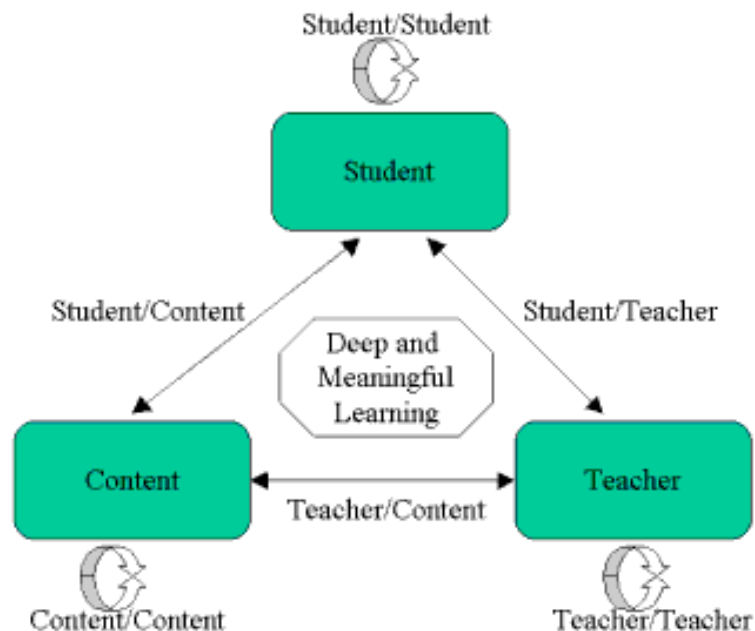 Student/Student
Student
Student/Content
Student/Teacher
Deep and
Meaningful
Learning
Content
Teacher
Teacher/Content
Content/Content
Teacher/Teacher